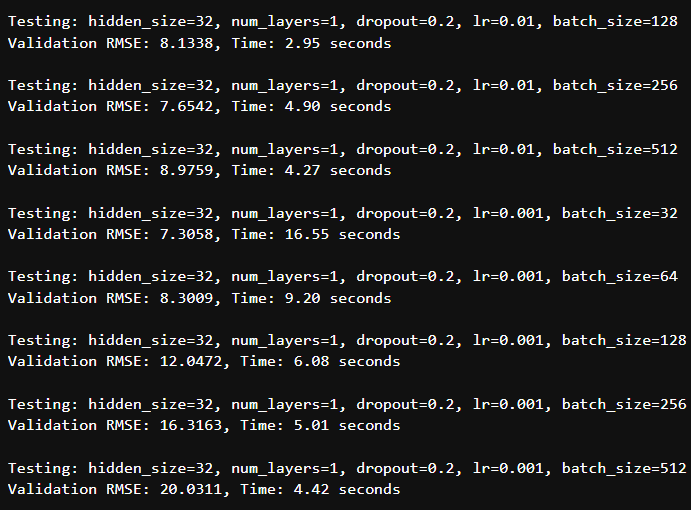 Testing: hidden_size=32, num_layers=1, dropout=0.2, lr=0.01, batch_size=128
Validation RMSE: 8.1338, Time: 2.95 seconds
Testing: hidden_size=32, num_layers=1, dropout=0.2, lr=0.01, batch_size=256
Validation RMSE: 7.6542, Time: 4.90 seconds
Testing: hidden_size=32, num_layers=1, dropout=0.2, lr=0.01, batch_size=512
Validation RMSE: 8.9759, Time: 4.27 seconds
Testing: hidden_size=32, num_layers=1, dropout=0.2, lr=0.001, batch_size=32
Validation RMSE: 7.3058, Time: 16.55 seconds
Testing: hidden_size=32, num_layers=1, dropout=0.2, lr=0.001, batch_size=64
Validation RMSE: 8.3009, Time: 9.20 seconds
Testing: hidden_size=32, num_layers=1, dropout=0.2, lr=0.001, batch_size=128
Validation RMSE: 12.0472, Time: 6.08 seconds
Testing: hidden_size=32, num_layers=1, dropout=0.2, lr=0.001, batch_size=256
Validation RMSE: 16.3163, Time: 5.01 seconds
Testing: hidden_size=32, num_layers=1, dropout=0.2, lr=0.001, batch_size=512
Validation RMSE: 20.0311, Time: 4.42 seconds